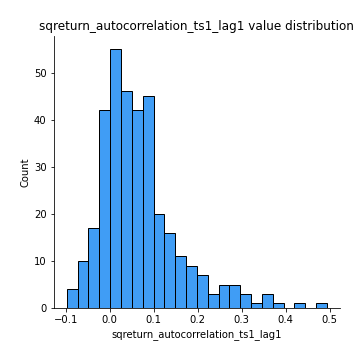 sqreturn_autocorrelation_ts1_lag1 value distribution
50
40
30
20
10
0
Count
−0.1 0.0 0.1 0.2 0.3 0.4 0.5
sqreturn_autocorrelation_ts1_lag1